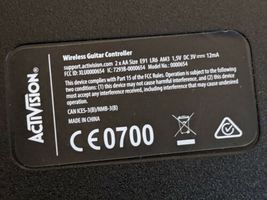 ACTIVISION
Wireless Guitar Controller
support.activision.com 2 x AA Size E91 LR6 AM3 1.5V DC 3V ⎓ 12mA
FCC ID: XLU0000654 IC: 7293B-0000654 Model No: 0000654
This device complies with Part 15 of the FCC Rules. Operation is subject to the following
two conditions: (1) this device may not cause harmful interference, and (2) this device
must accept any interference received, including interference that may cause undesired
operation.
CAN ICES-3(B)/NMB-3(B)
MADE IN CHINA
CE0700